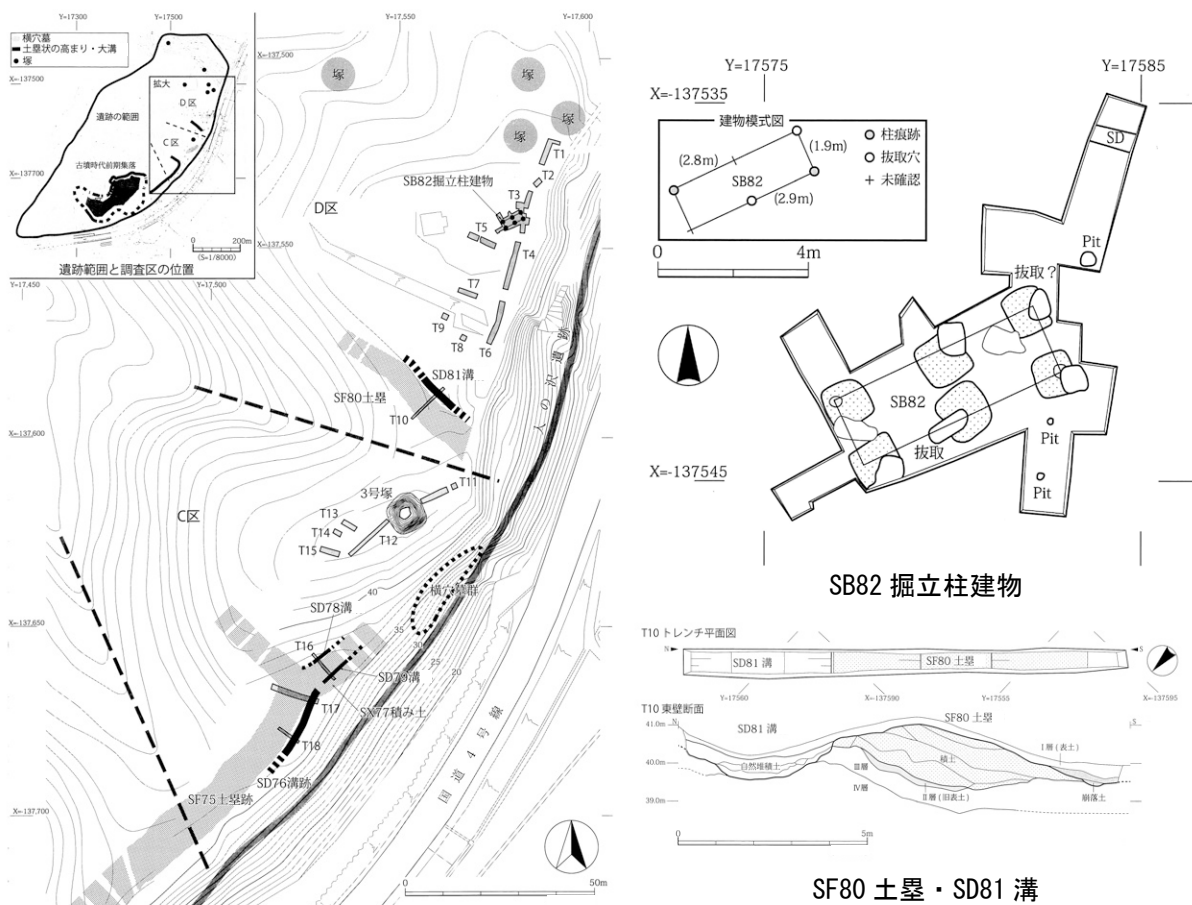 Y=17300
Y=17500
横穴墓
土塁状の高まり・大溝
塚
X=-137500
拡大
D区
遺跡の範囲
C区
古墳時代前期集落
X=-137700
0
200m
(S=1/8000)
遺跡範囲と調査区の位置
Y=17,550
Y=17,600
X=-137,500
塚
塚
塚
塚
T1
T2
SB82掘立柱建物
T3
D区
T5
T4
X=-137,550
Y=17,450
Y=17,500
T7
T9
T8
T6
SD81溝
SF80土塁
T10
X=-137,600
T11
3号塚
T13
T14
T12
T15
C区
横穴墓群
40
35
30
25
20
SD78溝
X=-137,650
T16
SD79溝
SX77積み土
T17
T18
SD76溝跡
SF75土塁跡
X=-137,700
国道4号線
0
50m
Y=17575
Y=17585
X=-137535
建物模式図
(2.8m)
(1.9m)
SB82
(2.9m)
柱痕跡
抜取穴
未確認
0
4m
SD
Pit
抜取?
SB82
抜取
Pit
Pit
X=-137545
SB82 掘立柱建物
T10 トレンチ平面図
N
SD81 溝
SF80 土塁
S
Y=17560
X=-137590
Y=17555
X=-137595
T10 東壁断面
41.0m
N
SD81 溝
SF80 土塁
S
Ⅰ層(表土)
自然堆積土
積土
40.0m
Ⅲ層
Ⅳ層
Ⅱ層(旧表土)
崩落土
39.0m
0
5m
SF80 土塁・SD81 溝